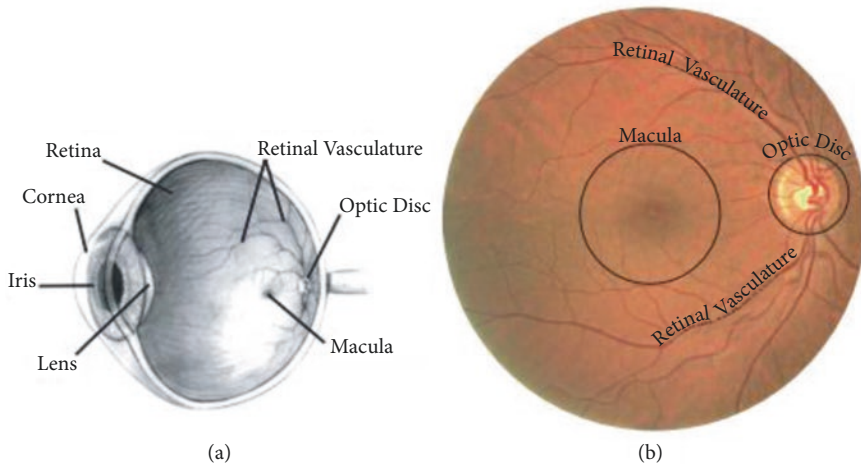 Retina
Retinal Vasculature
Cornea
Optic Disc
Iris
Lens
Macula
(a)
Retinal Vasculature
Macula
Optic Disc
Retinal Vasculature
(b)